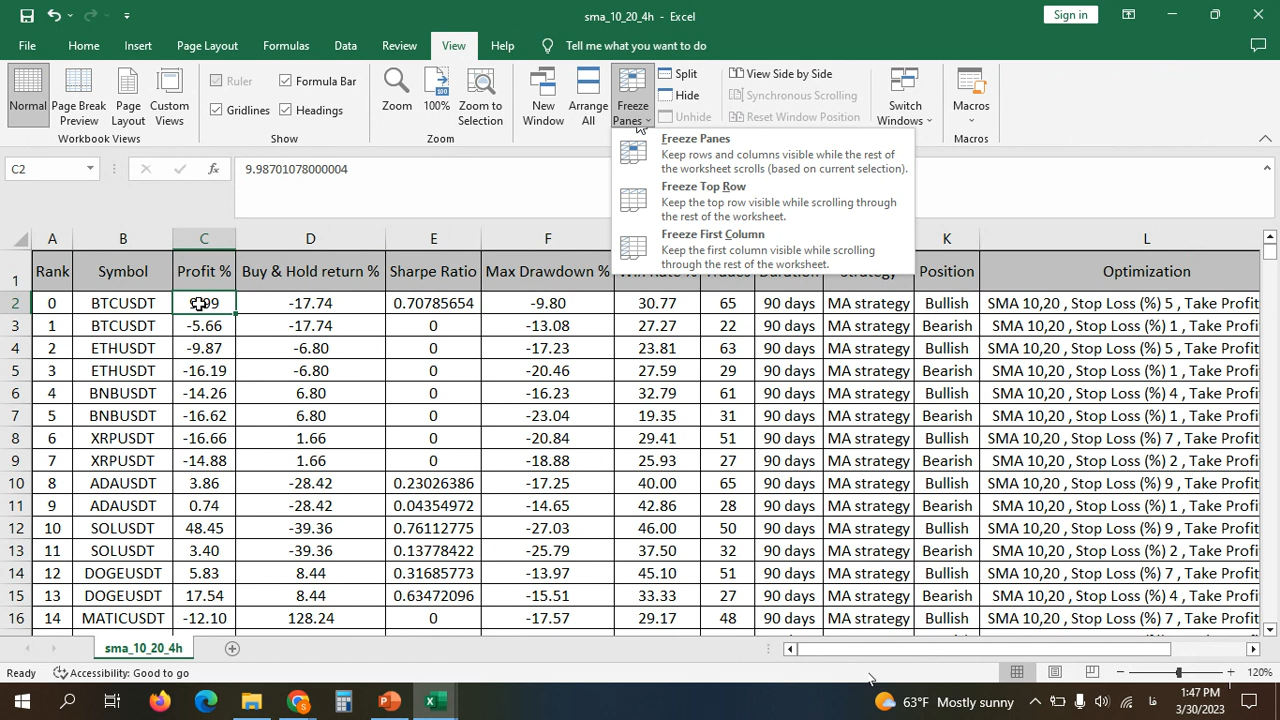 sma_10_20_4h - Excel
Sign in
File Home Insert Page Layout Formulas Data Review View Help Tell me what you want to do
Normal
Page Break Preview
Page Layout
Custom Views
Workbook Views
Ruler
Formula Bar
Gridlines
Headings
Show
Zoom
100%
Zoom to Selection
Zoom
New Window
Arrange All
Freeze Panes
Split
Hide
Unhide
View Side by Side
Synchronous Scrolling
Reset Window Position
Switch Windows
Macros
Macros
Freeze Panes
Keep rows and columns visible while the rest of
the worksheet scrolls (based on current selection).
Freeze Top Row
Keep the top row visible while scrolling through
the rest of the worksheet.
Freeze First Column
Keep the first column visible while scrolling
through the rest of the worksheet.
C2 fx 9.98701078000004
A B C D E F K L
1 Rank Symbol Profit % Buy & Hold return % Sharpe Ratio Max Drawdown % Position Optimization
2 0 BTCUSDT -17.74 0.70785654 -9.80 30.77 65 90 days MA strategy Bullish SMA 10,20 , Stop Loss (%) 5 , Take Profit
3 1 BTCUSDT -5.66 -17.74 0 -13.08 27.27 22 90 days MA strategy Bearish SMA 10,20 , Stop Loss (%) 1 , Take Profit
4 2 ETHUSDT -9.87 -6.80 0 -17.23 23.81 63 90 days MA strategy Bullish SMA 10,20 , Stop Loss (%) 5 , Take Profit
5 3 ETHUSDT -16.19 -6.80 0 -20.46 27.59 29 90 days MA strategy Bearish SMA 10,20 , Stop Loss (%) 1 , Take Profit
6 4 BNBUSDT -14.26 6.80 0 -16.23 32.79 61 90 days MA strategy Bullish SMA 10,20 , Stop Loss (%) 4 , Take Profit
7 5 BNBUSDT -16.62 6.80 0 -23.04 19.35 31 90 days MA strategy Bearish SMA 10,20 , Stop Loss (%) 1 , Take Profit
8 6 XRPUSDT -16.66 1.66 0 -20.84 29.41 51 90 days MA strategy Bullish SMA 10,20 , Stop Loss (%) 7 , Take Profit
9 7 XRPUSDT -14.88 1.66 0 -18.88 25.93 27 90 days MA strategy Bearish SMA 10,20 , Stop Loss (%) 2 , Take Profit
10 8 ADAUSDT 3.86 -28.42 0.23026386 -17.25 40.00 65 90 days MA strategy Bullish SMA 10,20 , Stop Loss (%) 9 , Take Profit
11 9 ADAUSDT 0.74 -28.42 0.04354972 -14.65 42.86 28 90 days MA strategy Bearish SMA 10,20 , Stop Loss (%) 1 , Take Profit
12 10 SOLUSDT 48.45 -39.36 0.76112775 -27.03 46.00 50 90 days MA strategy Bullish SMA 10,20 , Stop Loss (%) 9 , Take Profit
13 11 SOLUSDT 3.40 -39.36 0.13778422 -25.79 37.50 32 90 days MA strategy Bearish SMA 10,20 , Stop Loss (%) 2 , Take Profit
14 12 DOGEUSDT 5.83 8.44 0.31685773 -13.97 45.10 51 90 days MA strategy Bullish SMA 10,20 , Stop Loss (%) 7 , Take Profit
15 13 DOGEUSDT 17.54 8.44 0.63472096 -15.51 33.33 27 90 days MA strategy Bearish SMA 10,20 , Stop Loss (%) 4 , Take Profit
16 14 MATICUSDT -12.10 128.24 0 -17.57 29.17 48 90 days MA strategy Bullish SMA 10,20 , Stop Loss (%) 7 , Take Profit
sma_10_20_4h
Ready Accessibility: Good to go 120%
63°F Mostly sunny فا 1:47 PM
3/30/2023